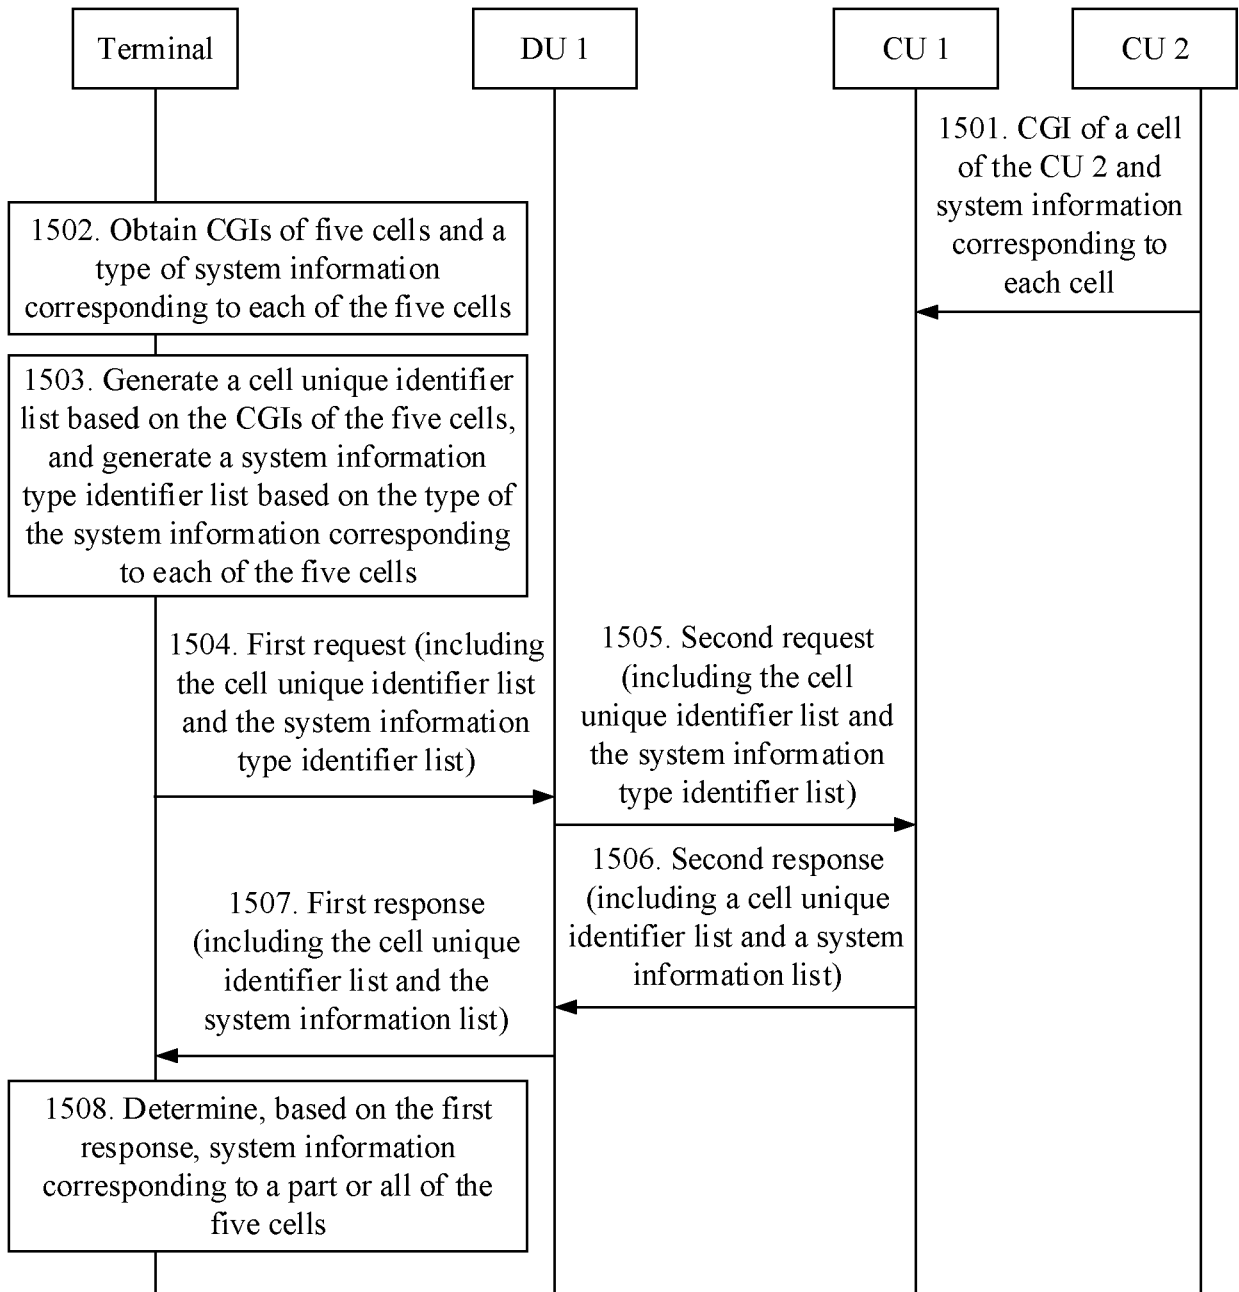 Terminal
DU 1
CU 1
CU 2
1501. CGI of a cell
of the CU 2 and
system information
corresponding to
each cell
1502. Obtain CGIs of five cells and a
type of system information
corresponding to each of the five cells
1503. Generate a cell unique identifier
list based on the CGIs of the five cells,
and generate a system information
type identifier list based on the type of
the system information corresponding
to each of the five cells
1504. First request (including
the cell unique identifier list
and the system information
type identifier list)
1505. Second request
(including the cell
unique identifier list and
the system information
type identifier list)
1506. Second response
(including a cell unique
identifier list and a system
information list)
1507. First response
(including the cell unique
identifier list and the
system information list)
1508. Determine, based on the first
response, system information
corresponding to a part or all of the
five cells